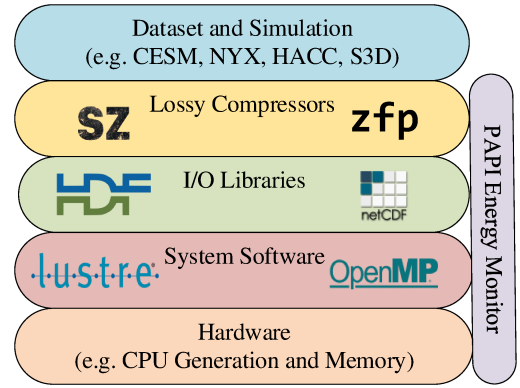 Dataset and Simulation
(e.g. CESM, NYX, HACC, S3D)
Lossy Compressors
SZ
zfp
I/O Libraries
HDF
netCDF
System Software
lustre
OpenMP
Hardware
(e.g. CPU Generation and Memory)
PAPI Energy Monitor